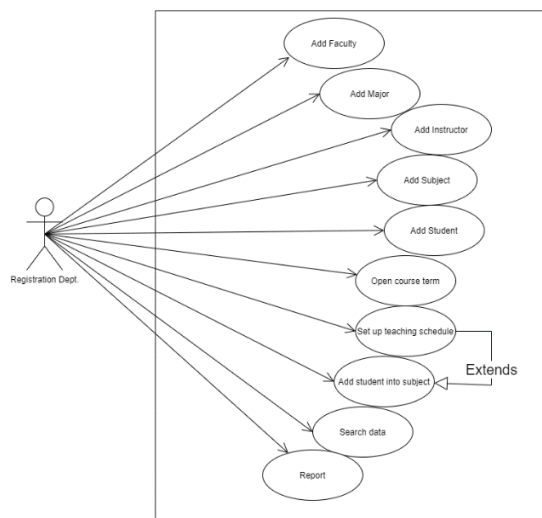 Add Faculty
Add Major
Add Instructor
Add Subject
Add Student
Registration Dept.
Open course term
Set up teaching schedule
Extends
Add student into subject
Search data
Report